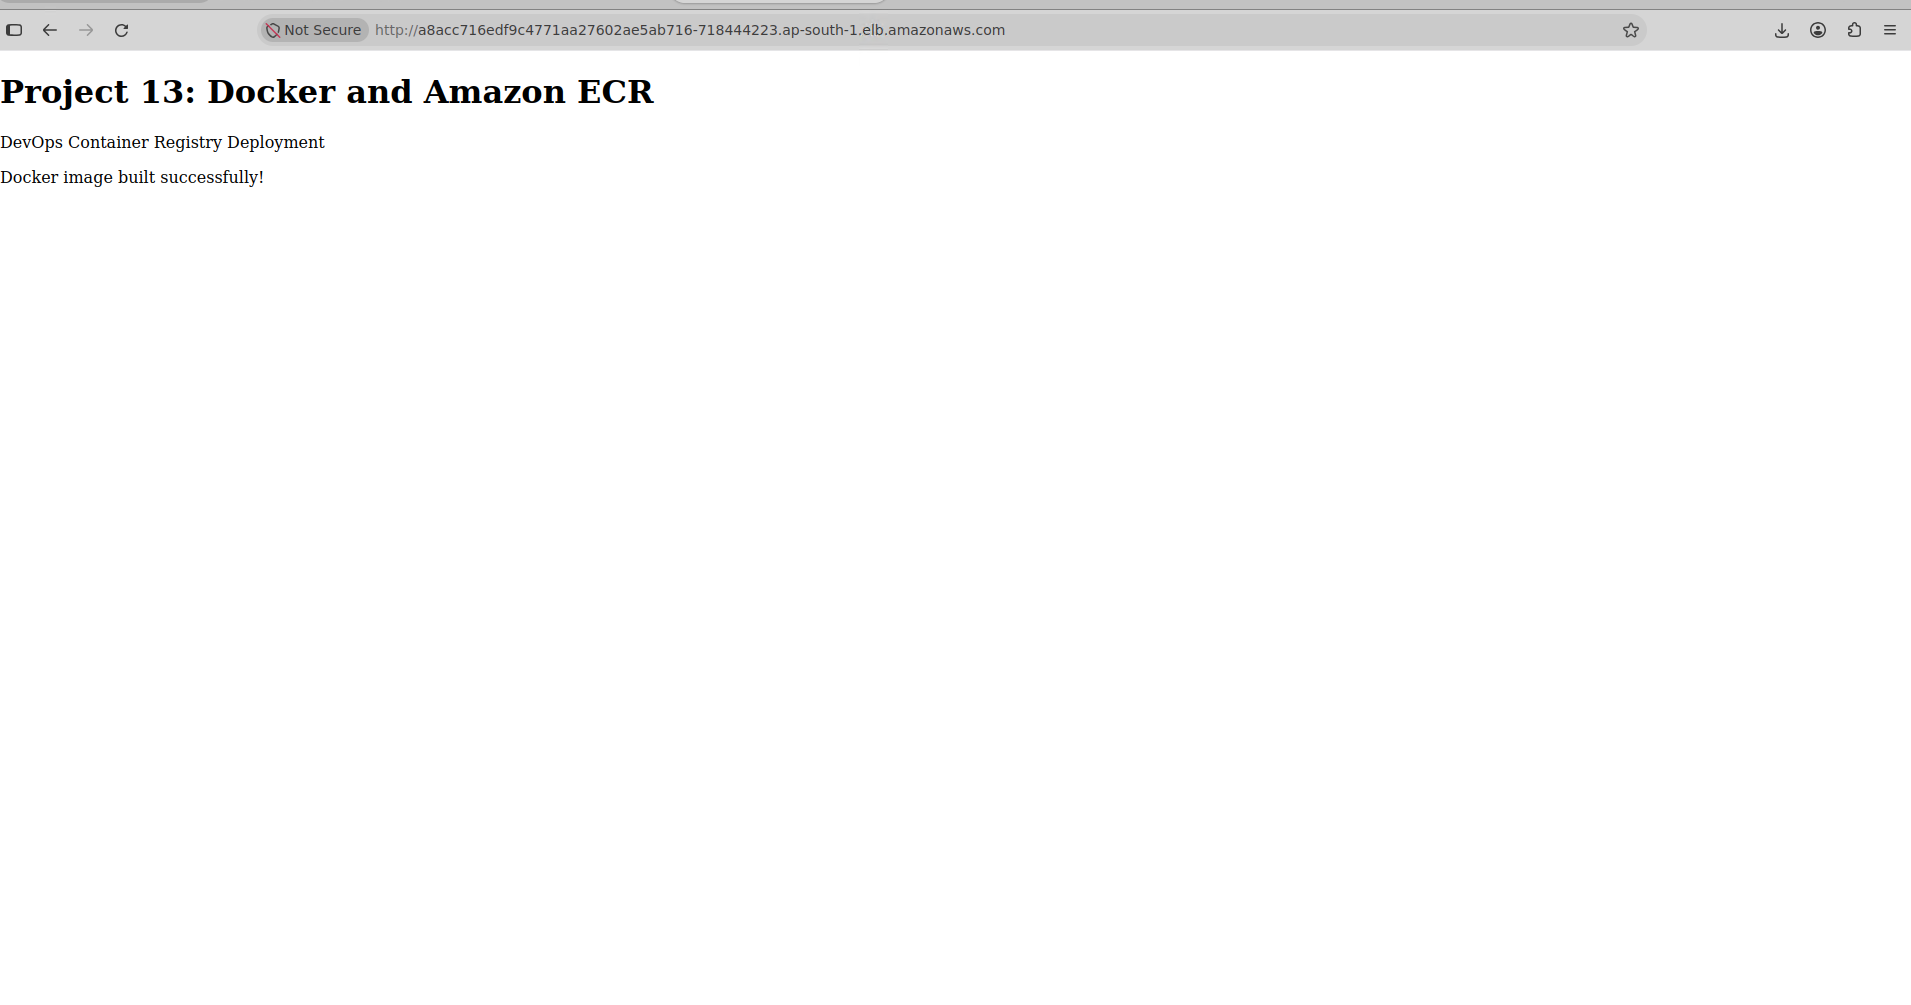 Not Secure http://a8acc716edf9c4771aa27602ae5ab716-718444223.ap-south-1.elb.amazonaws.com
Project 13: Docker and Amazon ECR
DevOps Container Registry Deployment
Docker image built successfully!